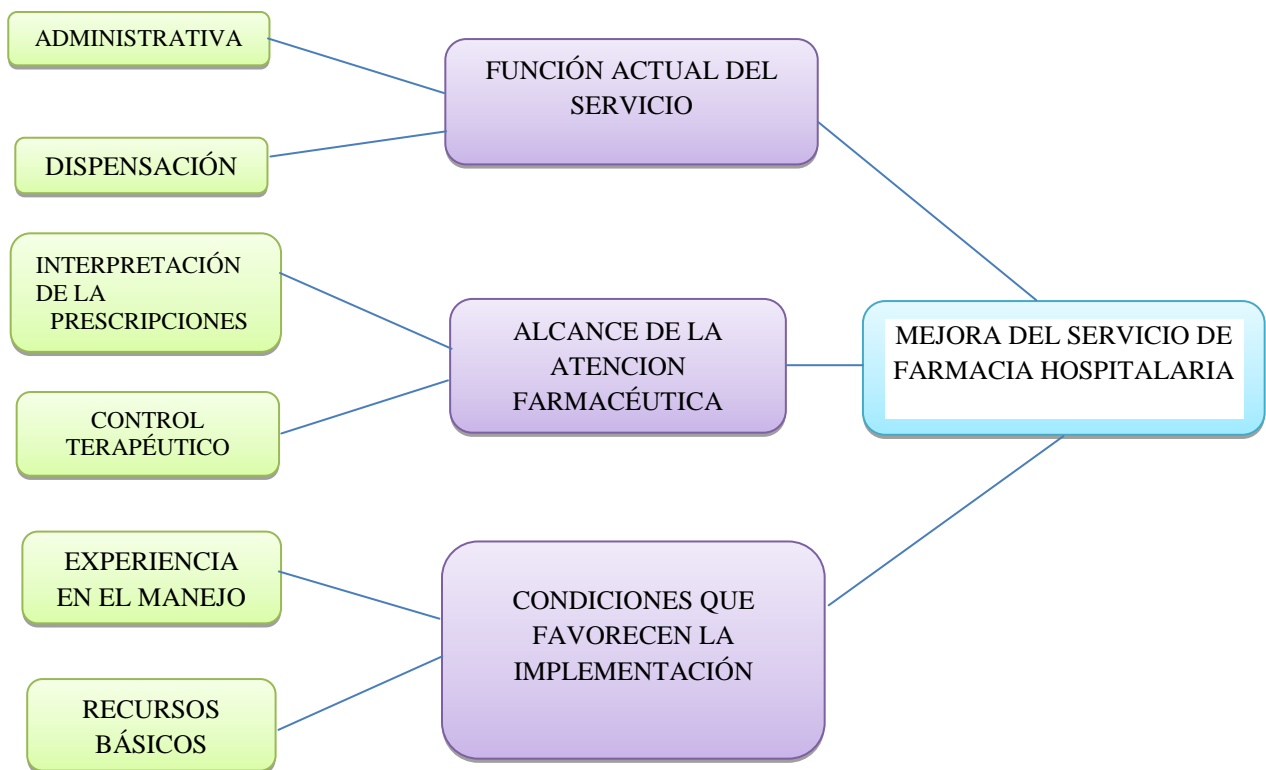 ADMINISTRATIVA
DISPENSACIÓN
FUNCIÓN ACTUAL DEL
SERVICIO
INTERPRETACIÓN
DE LA
PRESCRIPCIONES
CONTROL
TERAPÉUTICO
ALCANCE DE LA
ATENCION
FARMACÉUTICA
EXPERIENCIA
EN EL MANEJO
RECURSOS
BÁSICOS
CONDICIONES QUE
FAVORECEN LA
IMPLEMENTACIÓN
MEJORA DEL SERVICIO DE
FARMACIA HOSPITALARIA